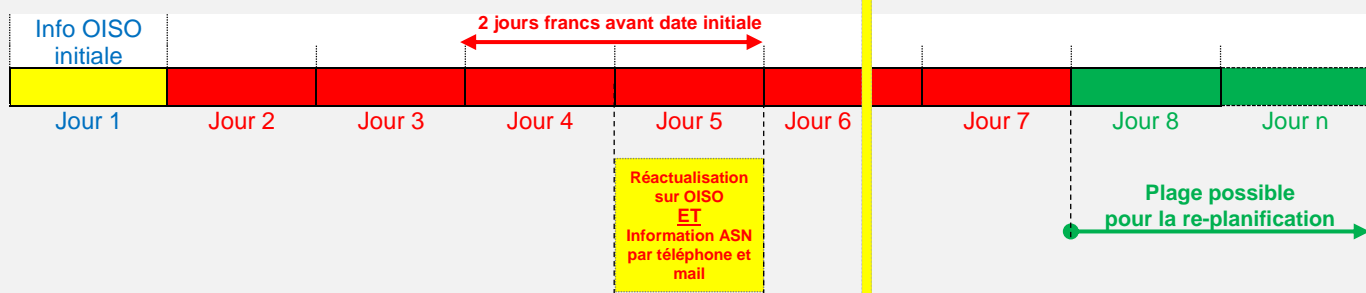 Info OISO
initiale
2 jours francs avant date initiale
Jour 1
Jour 2
Jour 3
Jour 4
Jour 5
Jour 6
Jour 7
Jour 8
Jour n
Réactualisation
sur OISO
ET
Information ASN
par téléphone et
mail
Plage possible
pour la re-planification